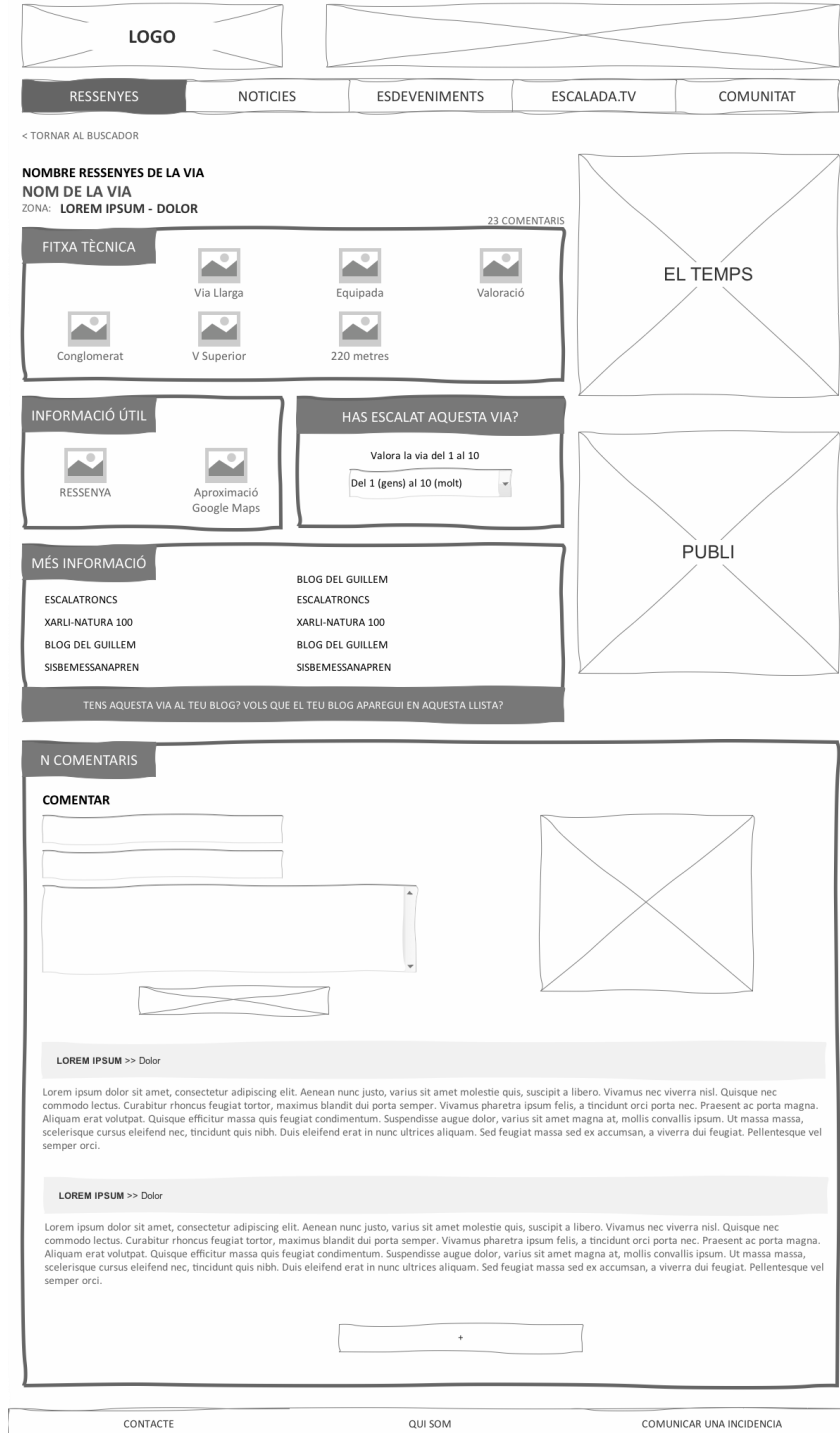 LOGO
RESSENYES
NOTICIES
ESDEVENIMENTS
ESCALADA.TV
COMUNITAT
< TORNAR AL BUSCADOR
NOMBRE RESSENYES DE LA VIA
NOM DE LA VIA
ZONA: LOREM IPSUM - DOLOR
23 COMENTARIS
FITXA TÈCNICA
Via Llarga
Equipada
Valoració
Conglomerat
V Superior
220 metres
EL TEMPS
INFORMACIÓ ÚTIL
RESSENYA
Aproximació
Google Maps
HAS ESCALAT AQUESTA VIA?
Valora la via del 1 al 10
Del 1 (gens) al 10 (molt)
PUBLI
MÉS INFORMACIÓ
ESCALATRONCS
XARLI-NATURA 100
BLOG DEL GUILLEM
SISBEMESSANAPREN
BLOG DEL GUILLEM
ESCALATRONCS
XARLI-NATURA 100
BLOG DEL GUILLEM
SISBEMESSANAPREN
TENS AQUESTA VIA AL TEU BLOG? VOLS QUE EL TEU BLOG APAREGUI EN AQUESTA LLISTA?
N COMENTARIS
COMENTAR
LOREM IPSUM >> Dolor
Lorem ipsum dolor sit amet, consectetur adipiscing elit. Aenean nunc justo, varius sit amet molestie quis, suscipit a libero. Vivamus nec viverra nisl. Quisque nec
commodo lectus. Curabitur rhoncus feugiat tortor, maximus blandit dui porta semper. Vivamus pharetra ipsum felis, a tincidunt orci porta nec. Praesent ac porta magna.
Aliquam erat volutpat. Quisque efficitur massa quis feugiat condimentum. Suspendisse augue dolor, varius sit amet magna at, mollis convallis ipsum. Ut massa massa,
scelerisque cursus eleifend nec, tincidunt quis nibh. Duis eleifend erat in nunc ultrices aliquam. Sed feugiat massa sed ex accumsan, a viverra dui feugiat. Pellentesque vel
semper orci.
LOREM IPSUM >> Dolor
Lorem ipsum dolor sit amet, consectetur adipiscing elit. Aenean nunc justo, varius sit amet molestie quis, suscipit a libero. Vivamus nec viverra nisl. Quisque nec
commodo lectus. Curabitur rhoncus feugiat tortor, maximus blandit dui porta semper. Vivamus pharetra ipsum felis, a tincidunt orci porta nec. Praesent ac porta magna.
Aliquam erat volutpat. Quisque efficitur massa quis feugiat condimentum. Suspendisse augue dolor, varius sit amet magna at, mollis convallis ipsum. Ut massa massa,
scelerisque cursus eleifend nec, tincidunt quis nibh. Duis eleifend erat in nunc ultrices aliquam. Sed feugiat massa sed ex accumsan, a viverra dui feugiat. Pellentesque vel
semper orci.
+
CONTACTE
QUI SOM
COMUNICAR UNA INCIDENCIA